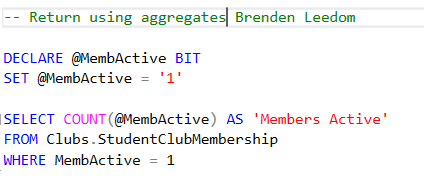 -- Return using aggregates Brenden Leedom
DECLARE @MembActive BIT
SET @MembActive = '1'
SELECT COUNT(@MembActive) AS 'Members Active'
FROM Clubs.StudentClubMembership
WHERE MembActive = 1